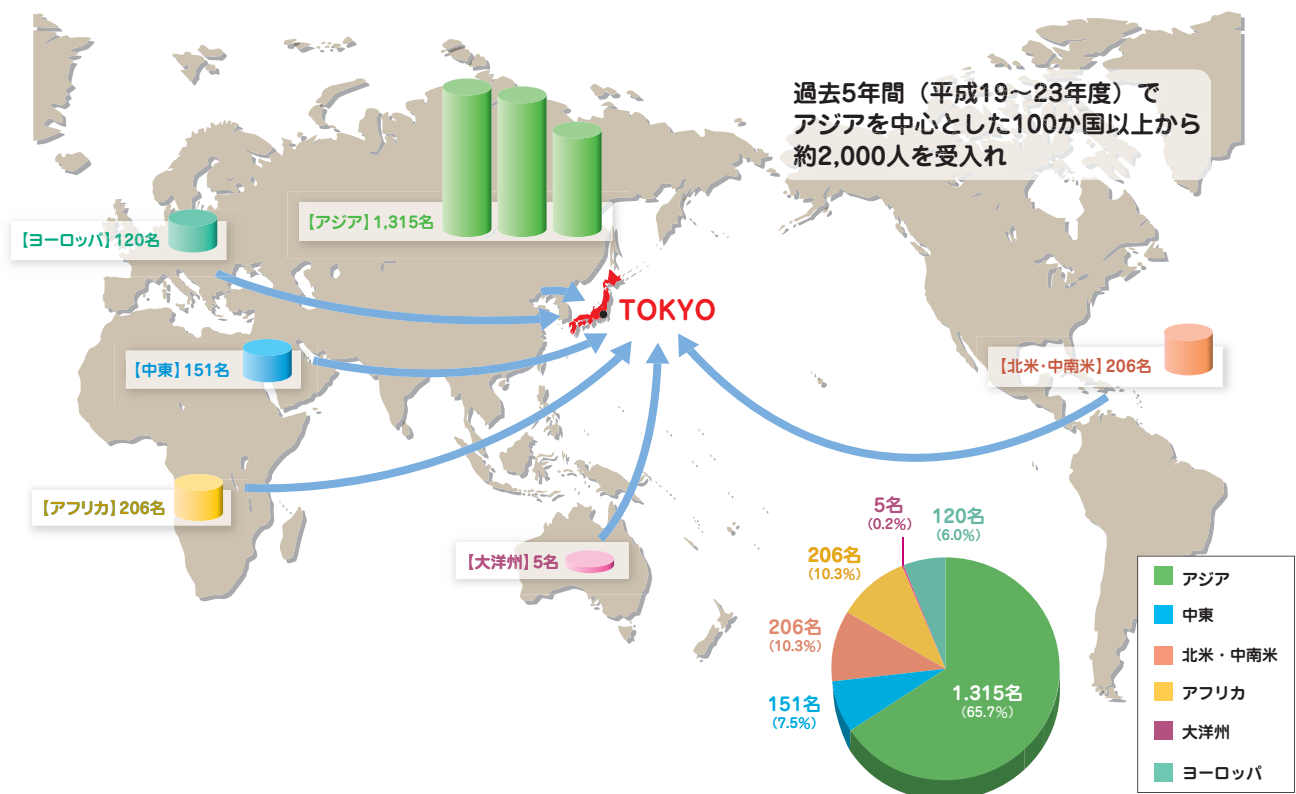 過去5年間（平成19〜23年度）で
アジアを中心とした100か国以上から
約2,000人を受入れ
【アジア】1,315名
【ヨーロッパ】120名
TOKYO
【中東】151名
【北米・中南米】206名
【アフリカ】206名
【大洋州】5名
5名
（0.2%）
120名
（6.0%）
206名
（10.3%）
206名
（10.3%）
151名
（7.5%）
1.315名
（65.7%）
アジア
中東
北米・中南米
アフリカ
大洋州
ヨーロッパ